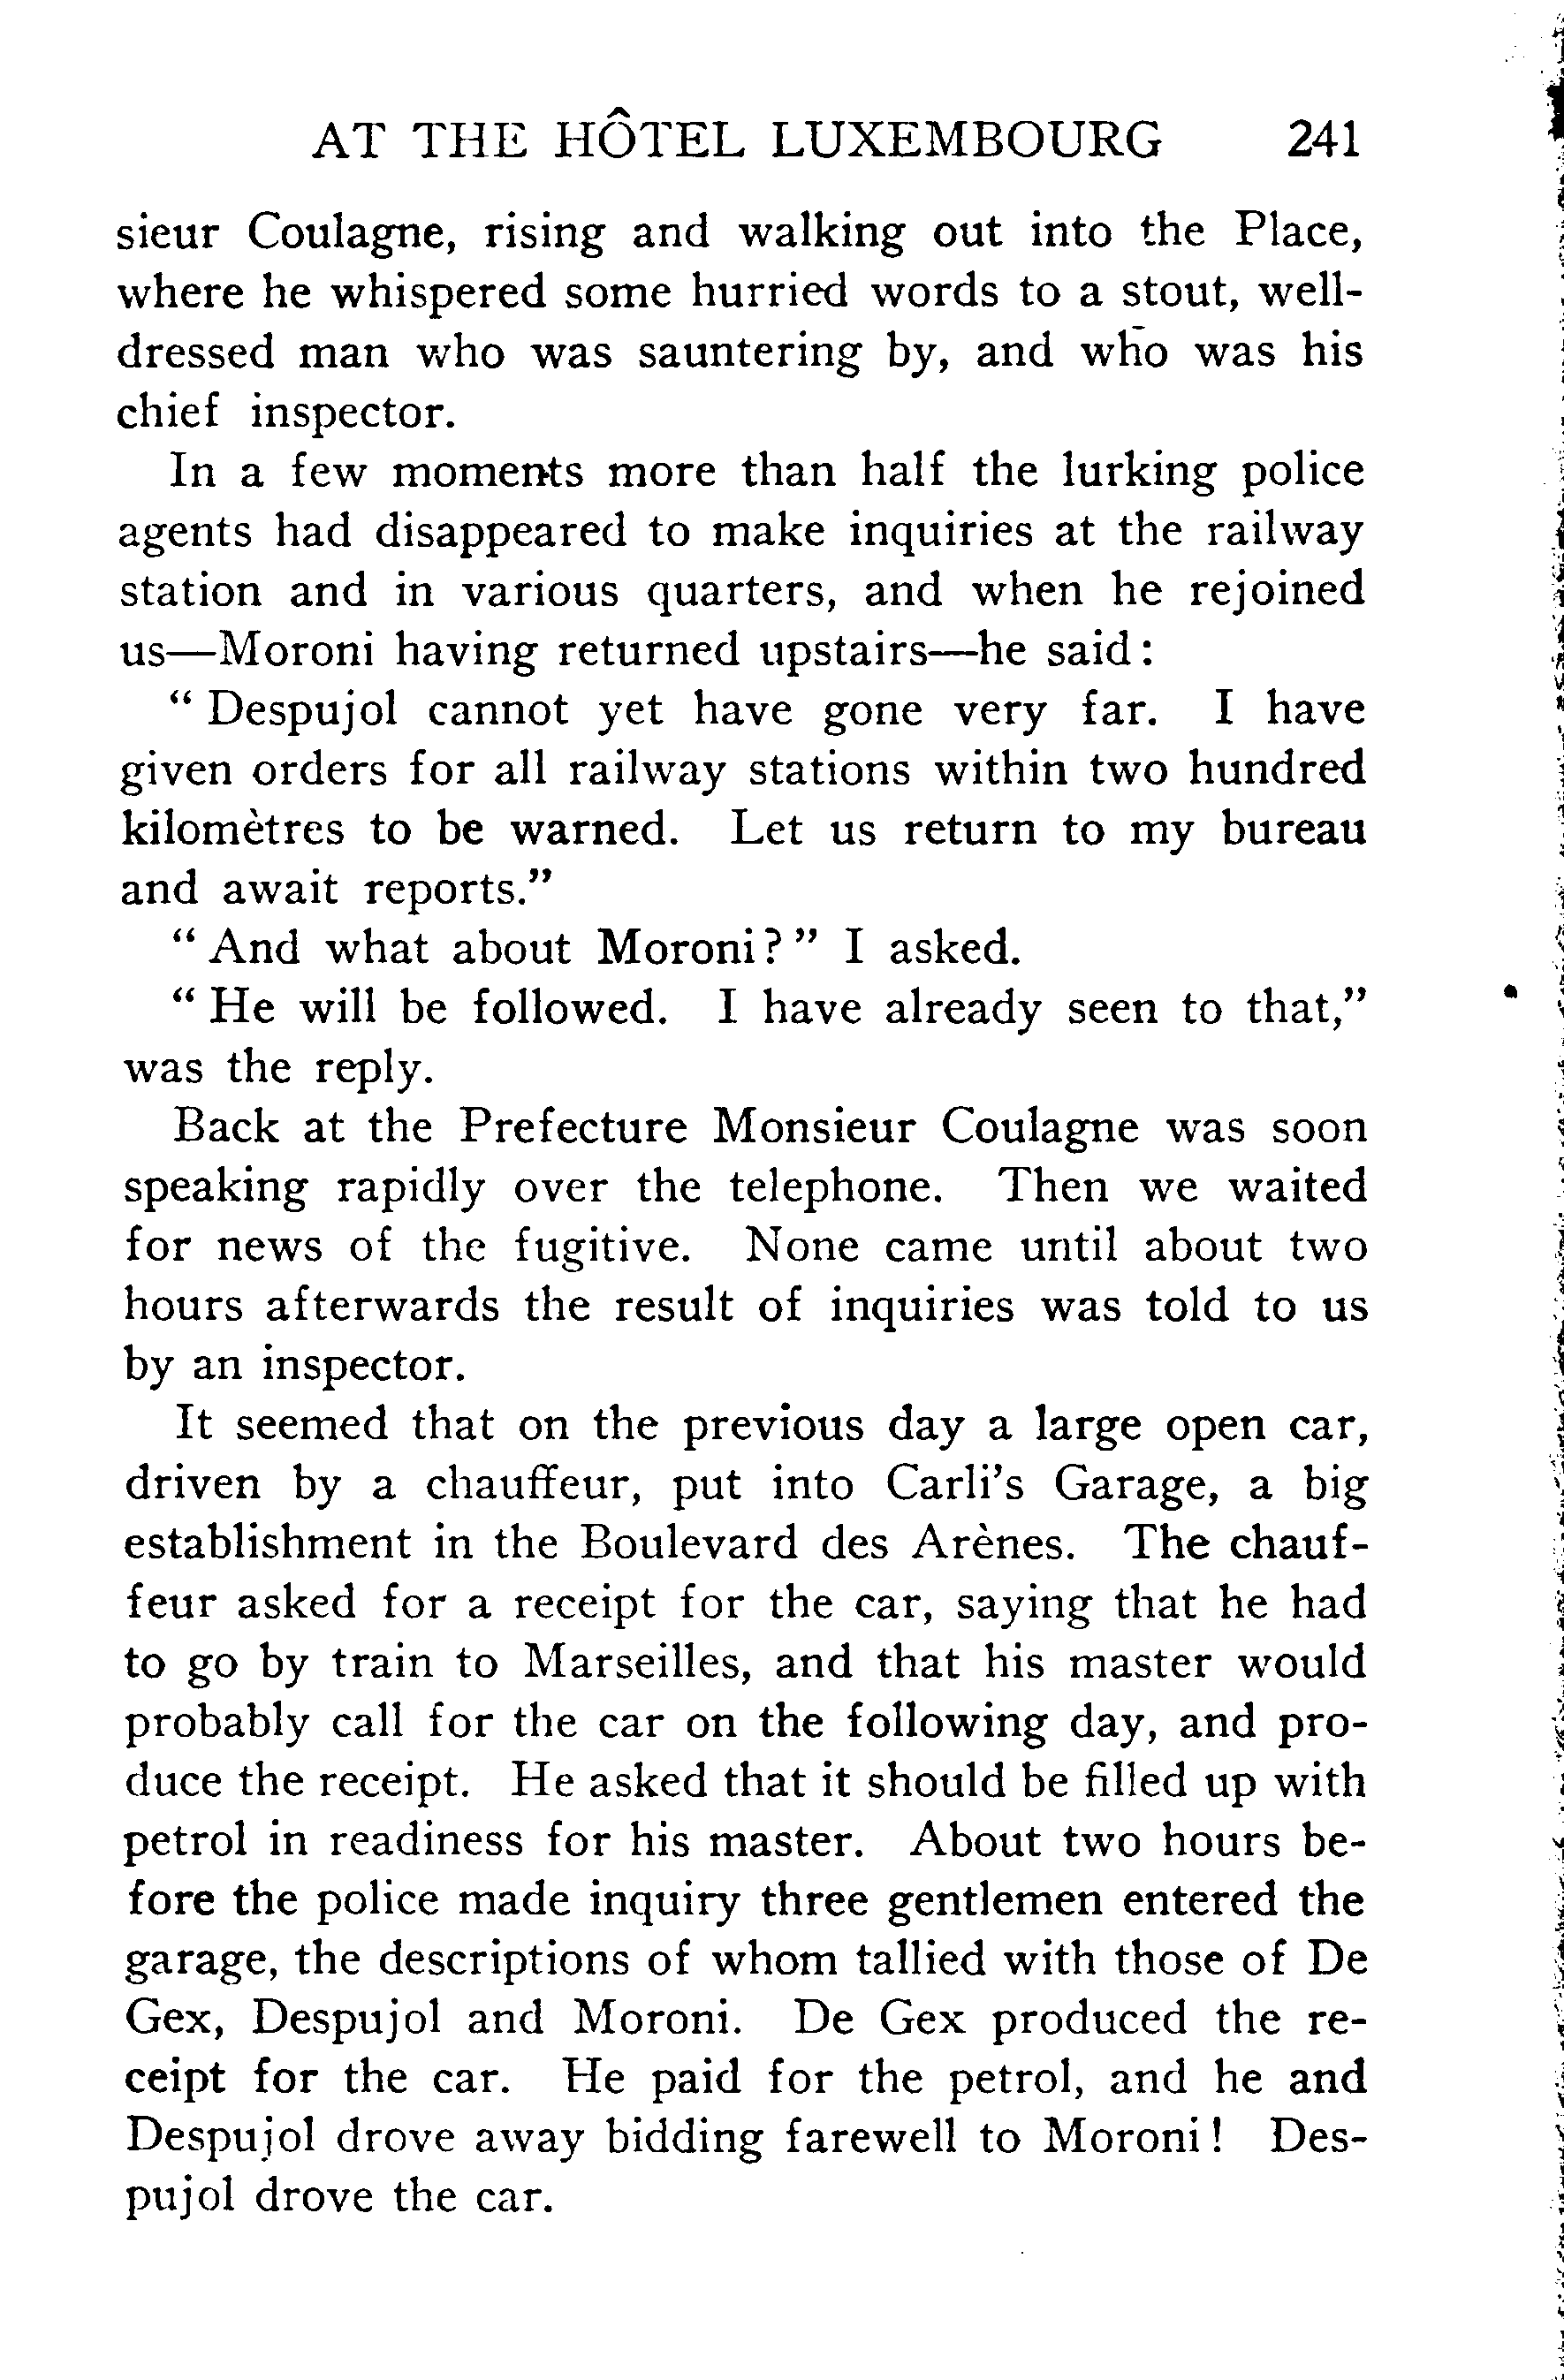 AT THE HÔTEL LUXEMBOURG 241
sieur Coulagne, rising and walking out into the Place,
where he whispered some hurried words to a stout, well-
dressed man who was sauntering by, and who was his
chief inspector.
In a few moments more than half the lurking police
agents had disappeared to make inquiries at the railway
station and in various quarters, and when he rejoined
us—Moroni having returned upstairs—he said:
“Despujol cannot yet have gone very far. I have
given orders for all railway stations within two hundred
kilomètres to be warned. Let us return to my bureau
and await reports.”
“And what about Moroni?” I asked.
“He will be followed. I have already seen to that,”
was the reply.
Back at the Prefecture Monsieur Coulagne was soon
speaking rapidly over the telephone. Then we waited
for news of the fugitive. None came until about two
hours afterwards the result of inquiries was told to us
by an inspector.
It seemed that on the previous day a large open car,
driven by a chauffeur, put into Carli’s Garage, a big
establishment in the Boulevard des Arènes. The chauf-
feur asked for a receipt for the car, saying that he had
to go by train to Marseilles, and that his master would
probably call for the car on the following day, and pro-
duce the receipt. He asked that it should be filled up with
petrol in readiness for his master. About two hours be-
fore the police made inquiry three gentlemen entered the
garage, the descriptions of whom tallied with those of De
Gex, Despujol and Moroni. De Gex produced the re-
ceipt for the car. He paid for the petrol, and he and
Despujol drove away bidding farewell to Moroni! Des-
pujol drove the car.